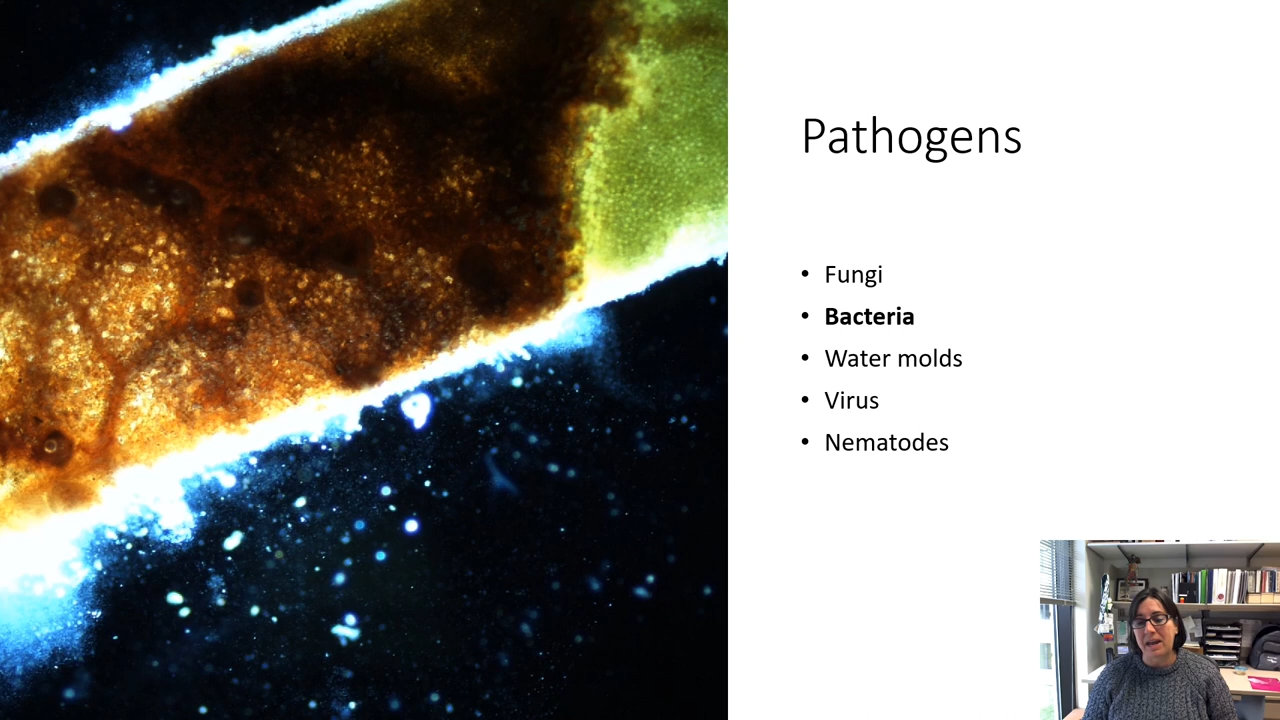 Pathogens
• Fungi
• Bacteria
• Water molds
• Virus
• Nematodes